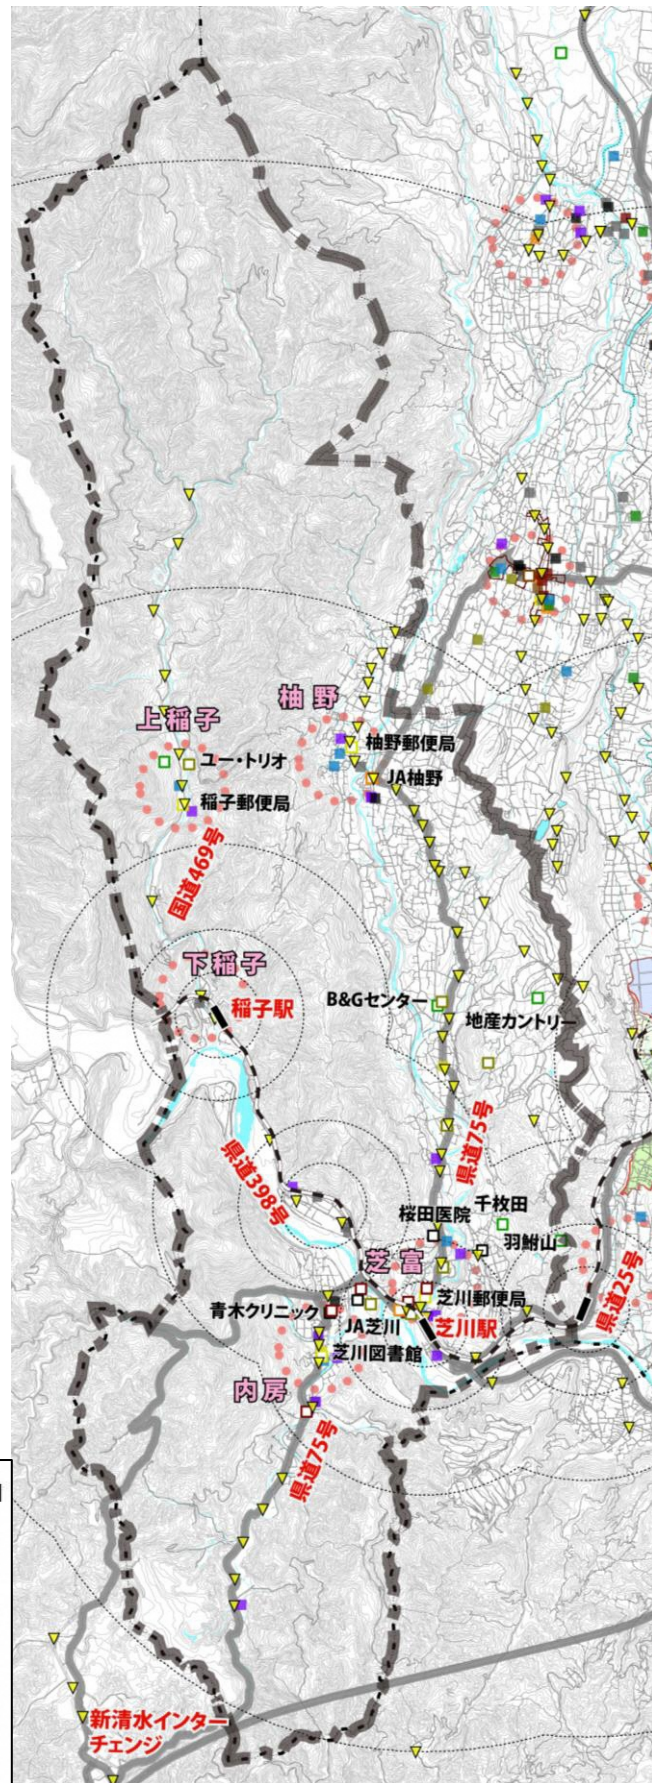 柚野
上稲子
柚野郵便局
ユー・トリオ
JA柚野
稲子郵便局
国道469号
下稲子
稲子駅
B&Gセンター
地産カントリー
県道75号
県道398号
千枚田
桜田医院
羽鮒山
芝富
県道25号
芝川郵便局
青木クリニック
JA芝川
芝川駅
芝川図書館
内房
県道75号
新清水インター
チェンジ